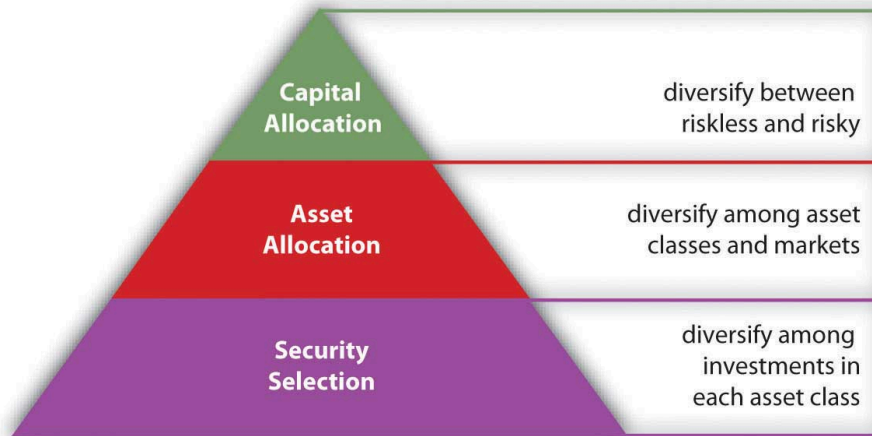 Capital
Allocation
diversify between
riskless and risky
Asset
Allocation
diversify among asset
classes and markets
Security
Selection
diversify among
investments in
each asset class